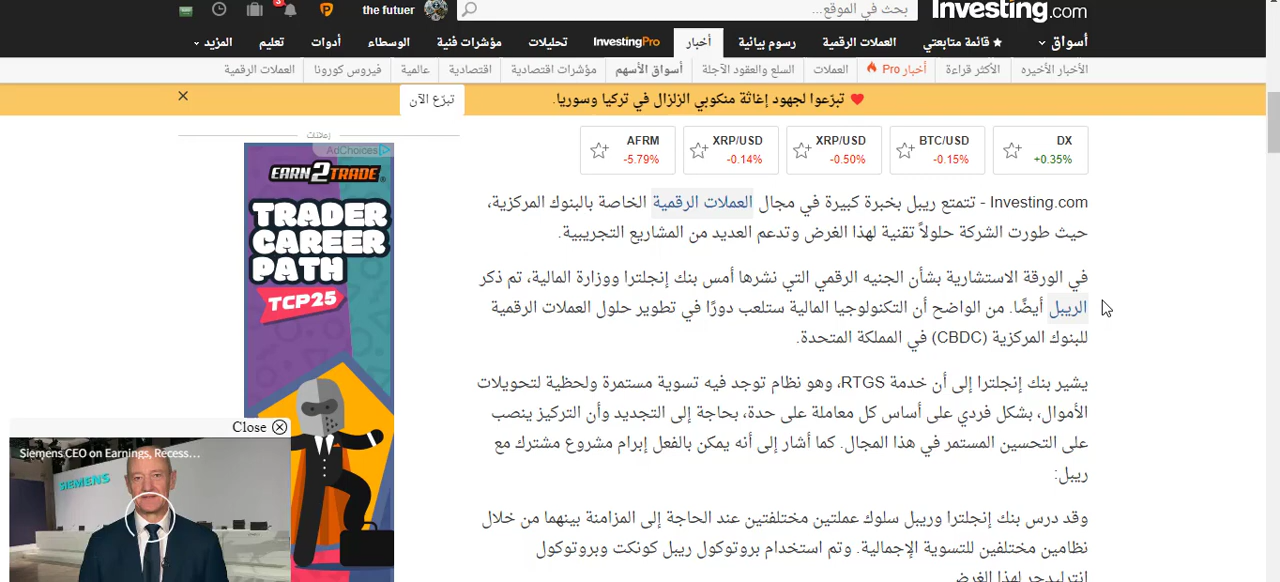 Investing.com
بحث في الموقع...
the futuer
3
أسواق
قائمة متابعتي
العملات الرقمية
رسوم بيانية
أخبار
InvestingPro
تحليلات
مؤشرات فنية
الوسطاء
أدوات
تعليم
المزيد
الأخبار الأخيره
الأكثر قراءة
أخبار Pro
العملات
السلع والعقود الآجلة
أسواق الأسهم
مؤشرات اقتصادية
اقتصادية
عالمية
فيروس كورونا
العملات الرقمية
تبرّعوا لجهود إغاثة منكوبي الزلزال في تركيا وسوريا.
تبرّع الآن
DX
+0.35%
BTC/USD
-0.15%
XRP/USD
-0.50%
XRP/USD
-0.14%
AFRM
-5.79%
Investing.com - تتمتع ريبل بخبرة كبيرة في مجال العملات الرقمية الخاصة بالبنوك المركزية،
حيث طورت الشركة حلولاً تقنية لهذا الغرض وتدعم العديد من المشاريع التجريبية.
في الورقة الاستشارية بشأن الجنيه الرقمي التي نشرها أمس بنك إنجلترا ووزارة المالية، تم ذكر
الريبل أيضًا. من الواضح أن التكنولوجيا المالية ستلعب دورًا في تطوير حلول العملات الرقمية
للبنوك المركزية (CBDC) في المملكة المتحدة.
يشير بنك إنجلترا إلى أن خدمة RTGS، وهو نظام توجد فيه تسوية مستمرة ولحظية لتحويلات
الأموال، بشكل فردي على أساس كل معاملة على حدة، بحاجة إلى التجديد وأن التركيز ينصب
على التحسين المستمر في هذا المجال. كما أشار إلى أنه يمكن بالفعل إبرام مشروع مشترك مع
ريبل:
وقد درس بنك إنجلترا وريبل سلوك عملتين مختلفتين عند الحاجة إلى المزامنة بينهما من خلال
نظامين مختلفين للتسوية الإجمالية. وتم استخدام بروتوكول ريبل كونكت وبروتوكول
إنترليدجر لهذا الغرض
إعلانات
AdChoices
EARN2TRADE
TRADER
CAREER
PATH
TCP25
Close
Siemens CEO on Earnings, Recess...
SIEMENS